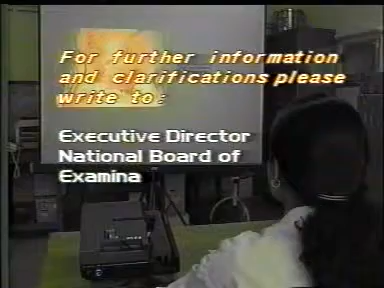 For further information
and clarifications please
write to:
Executive Director
National Board of
Examina